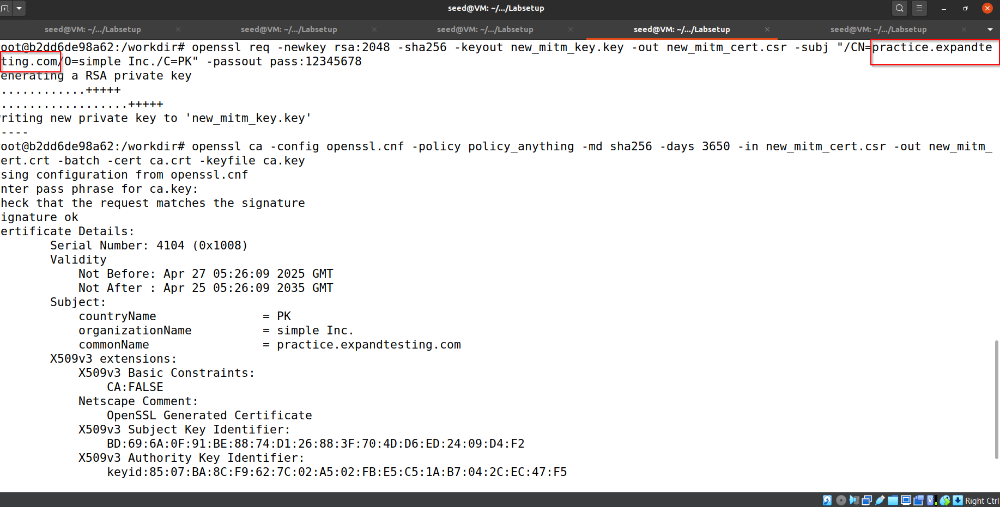 seed@VM: ~/.../Labsetup
seed@VM: ~/.../Labsetup seed@VM: ~/.../Labsetup seed@VM: ~/.../Labsetup seed@VM: ~/.../Labsetup seed@VM: ~/.../Labsetup
oot@b2dd6de98a62:/workdir# openssl req -newkey rsa:2048 -sha256 -keyout new_mitm_key.key -out new_mitm_cert.csr -subj "/CN=practice.expandte
ting.com/O=simple Inc./C=PK" -passout pass:12345678
enerating a RSA private key
............+++++
..................+++++
riting new private key to 'new_mitm_key.key'
----
oot@b2dd6de98a62:/workdir# openssl ca -config openssl.cnf -policy policy_anything -md sha256 -days 3650 -in new_mitm_cert.csr -out new_mitm_
ert.crt -batch -cert ca.crt -keyfile ca.key
sing configuration from openssl.cnf
nter pass phrase for ca.key:
heck that the request matches the signature
ignature ok
ertificate Details:
Serial Number: 4104 (0x1008)
Validity
Not Before: Apr 27 05:26:09 2025 GMT
Not After : Apr 25 05:26:09 2035 GMT
Subject:
countryName = PK
organizationName = simple Inc.
commonName = practice.expandtesting.com
X509v3 extensions:
X509v3 Basic Constraints:
CA:FALSE
Netscape Comment:
OpenSSL Generated Certificate
X509v3 Subject Key Identifier:
BD:69:6A:0F:91:BE:88:74:D1:26:88:3F:70:4D:D6:ED:24:09:D4:F2
X509v3 Authority Key Identifier:
keyid:85:07:BA:8C:F9:62:7C:02:A5:02:FB:E5:C5:1A:B7:04:2C:EC:47:F5
Right Ctrl